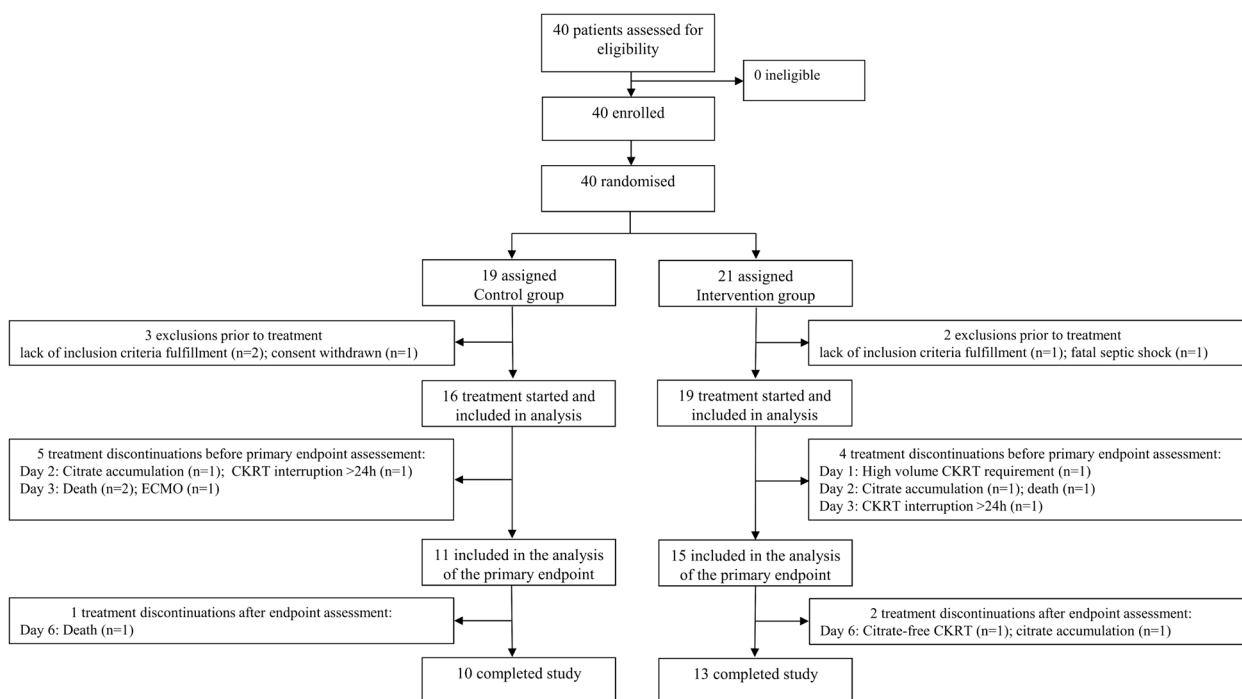 40 patients assessed for
eligibility
0 ineligible
40 enrolled
40 randomised
19 assigned
Control group
21 assigned
Intervention group
3 exclusions prior to treatment
lack of inclusion criteria fulfillment (n=2); consent withdrawn (n=1)
2 exclusions prior to treatment
lack of inclusion criteria fulfillment (n=1); fatal septic shock (n=1)
16 treatment started and
included in analysis
19 treatment started and
included in analysis
5 treatment discontinuations before primary endpoint assessement:
Day 2: Citrate accumulation (n=1); CKRT interruption >24h (n=1)
Day 3: Death (n=2); ECMO (n=1)
4 treatment discontinuations before primary endpoint assessment:
Day 1: High volume CKRT requirement (n=1)
Day 2: Citrate accumulation (n=1); death (n=1)
Day 3: CKRT interruption >24h (n=1)
11 included in the analysis
of the primary endpoint
15 included in the analysis
of the primary endpoint
1 treatment discontinuations after endpoint assessment:
Day 6: Death (n=1)
2 treatment discontinuations after endpoint assessment:
Day 6: Citrate-free CKRT (n=1); citrate accumulation (n=1)
10 completed study
13 completed study